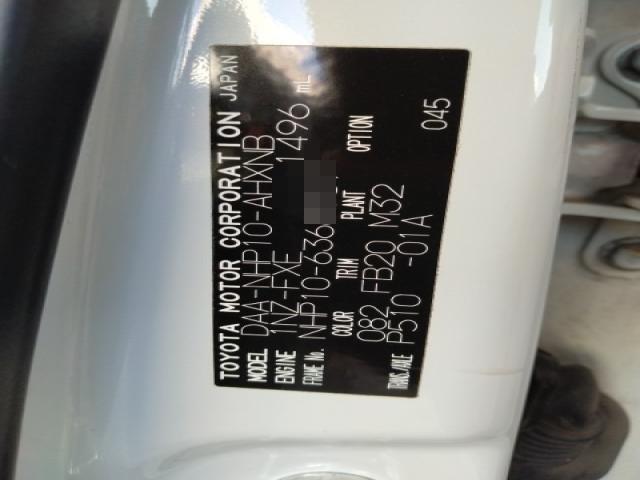 TOYOTA MOTOR CORPORATION JAPAN
MODEL DAA-NHP10-AHXNB
ENGINE 1NZ-FXE 1496 mL
FRAME No. NHP10-636
COLOR TRIM PLANT OPTION
082 FB20 M32 045
TRANS./AXLE P510 -01A